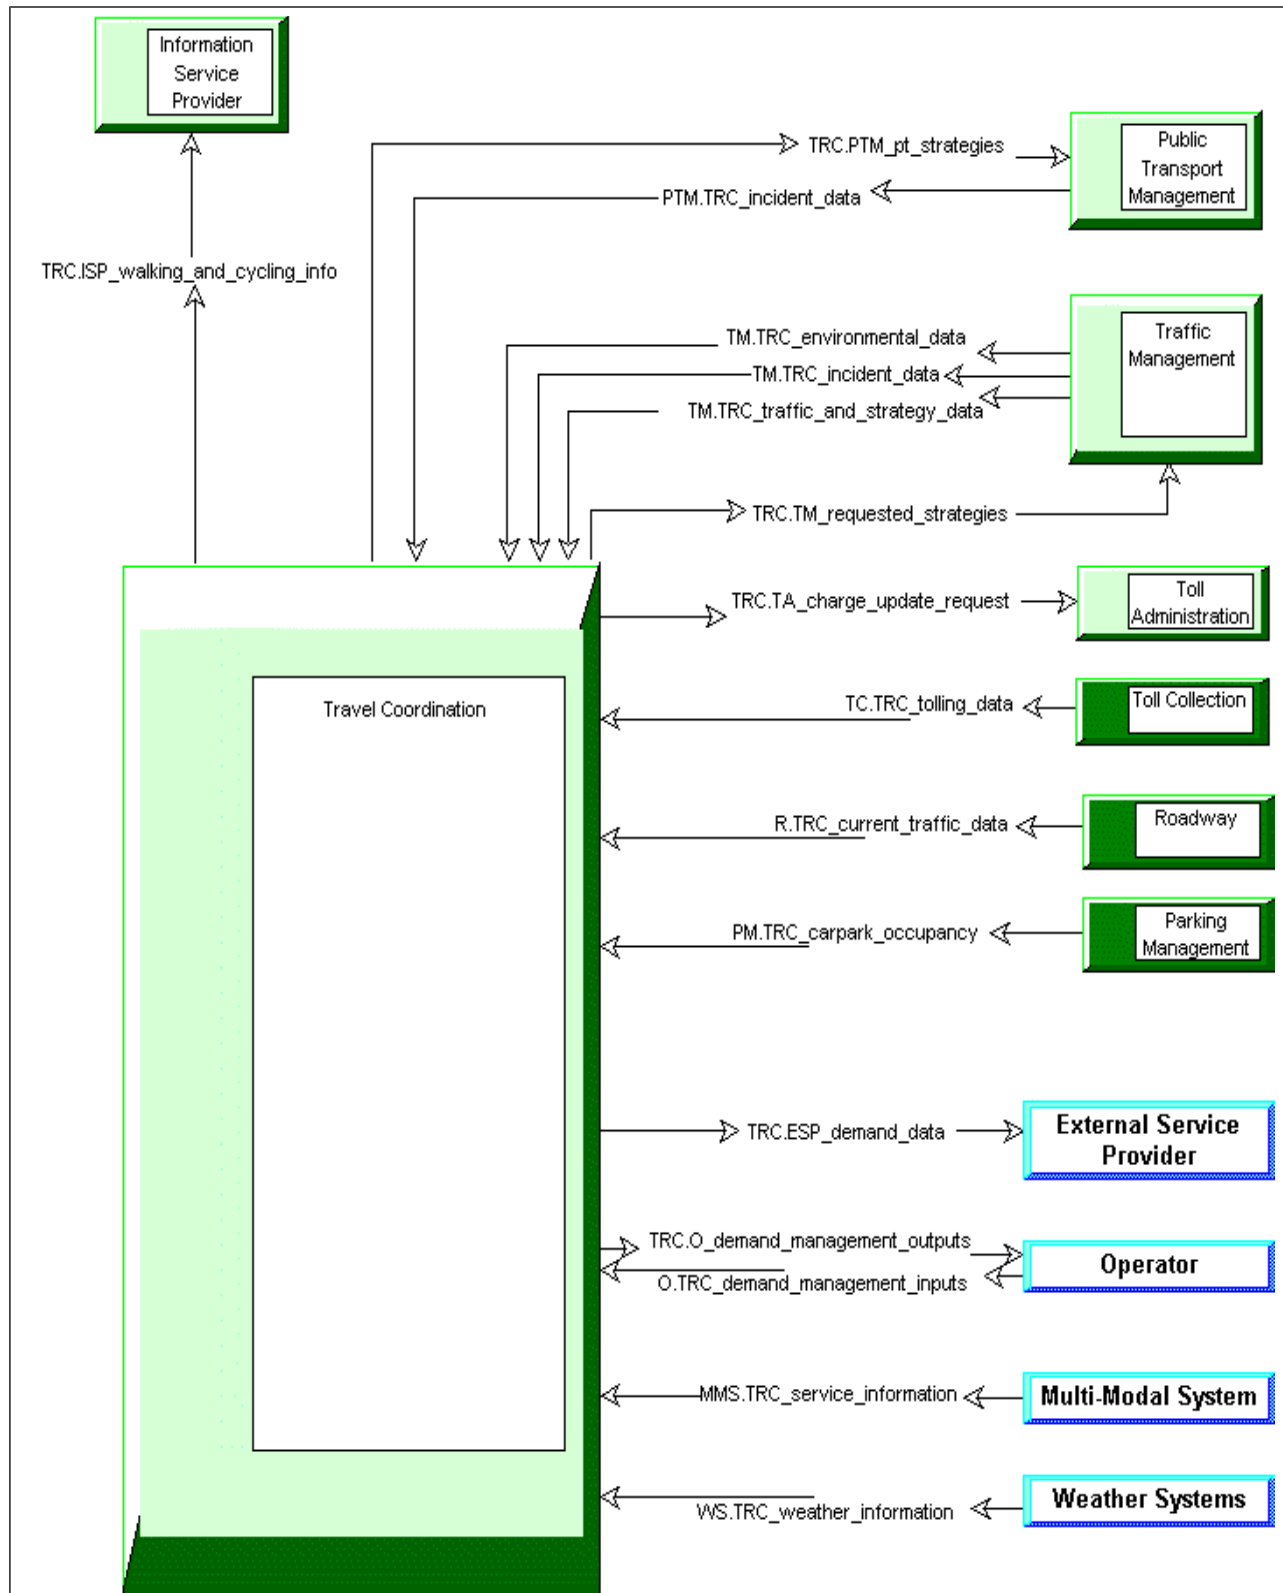 Information
Service
Provider
TRC.PTM_pt_strategies
Public
Transport
Management
PTM.TRC_incident_data
TRC.ISP_walking_and_cycling_info
TM.TRC_environmental_data
Traffic
Management
TM.TRC_incident_data
TM.TRC_traffic_and_strategy_data
TRC.TM_requested_strategies
TRC.TA_charge_update_request
Toll
Administration
Travel Coordination
TC.TRC_tolling_data
Toll Collection
R.TRC_current_traffic_data
Roadway
PM.TRC_carpark_occupancy
Parking
Management
TRC.ESP_demand_data
External Service
Provider
TRC.O_demand_management_outputs
Operator
O.TRC_demand_management_inputs
MMS.TRC_service_information
Multi-Modal System
WS.TRC_weather_information
Weather Systems